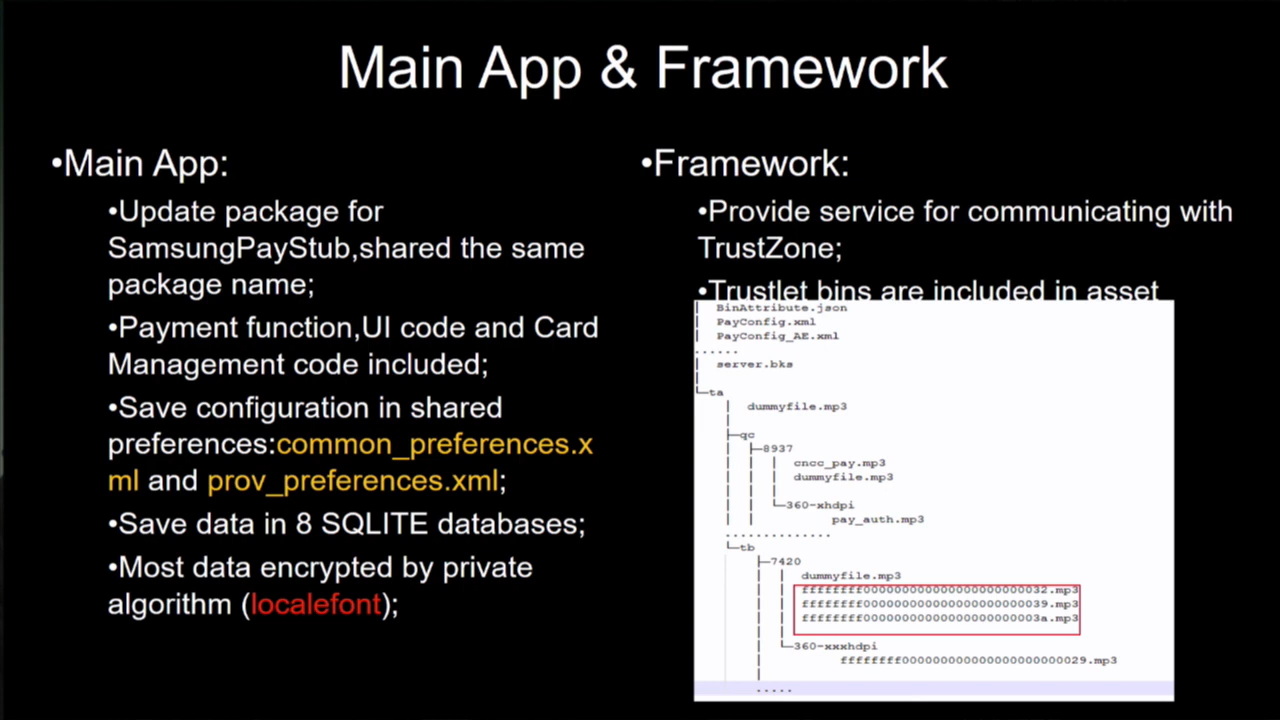 Main App & Framework
•Main App:
•Update package for
SamsungPayStub,shared the same
package name;
•Payment function,UI code and Card
Management code included;
•Save configuration in shared
preferences:common_preferences.x
ml and prov_preferences.xml;
•Save data in 8 SQLITE databases;
•Most data encrypted by private
algorithm (localefont);
•Framework:
•Provide service for communicating with
TrustZone;
•Trustlet bins are included in asset
BinAttribute.json
PayConfig.xml
PayConfig_AE.xml
......
server.bks
ta
dummyfile.mp3
qc
8937
cncc_pay.mp3
dummyfile.mp3
360-xhdpi
pay_auth.mp3
..............
tb
7420
dummyfile.mp3
ffffffff000000000000000000000032.mp3
ffffffff000000000000000000000039.mp3
ffffffff00000000000000000000003a.mp3
360-xxxhdpi
ffffffff000000000000000000000029.mp3
.....